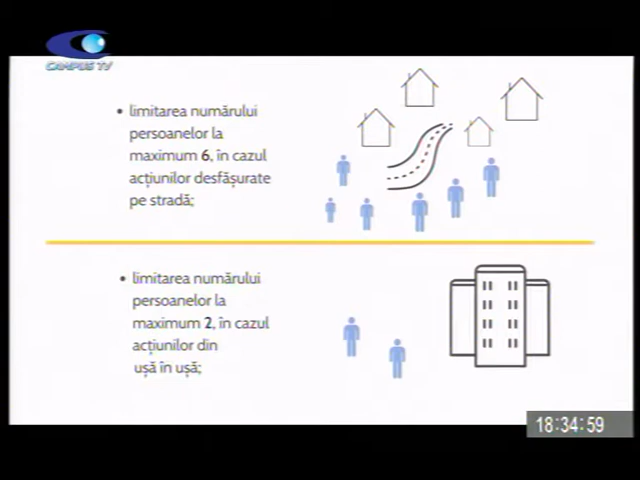 CAMPUS TV
• limitarea numărului
persoanelor la
maximum 6, în cazul
acțiunilor desfășurate
pe stradă;
• limitarea numărului
persoanelor la
maximum 2, în cazul
acțiunilor din
ușă în ușă;
18:34:59